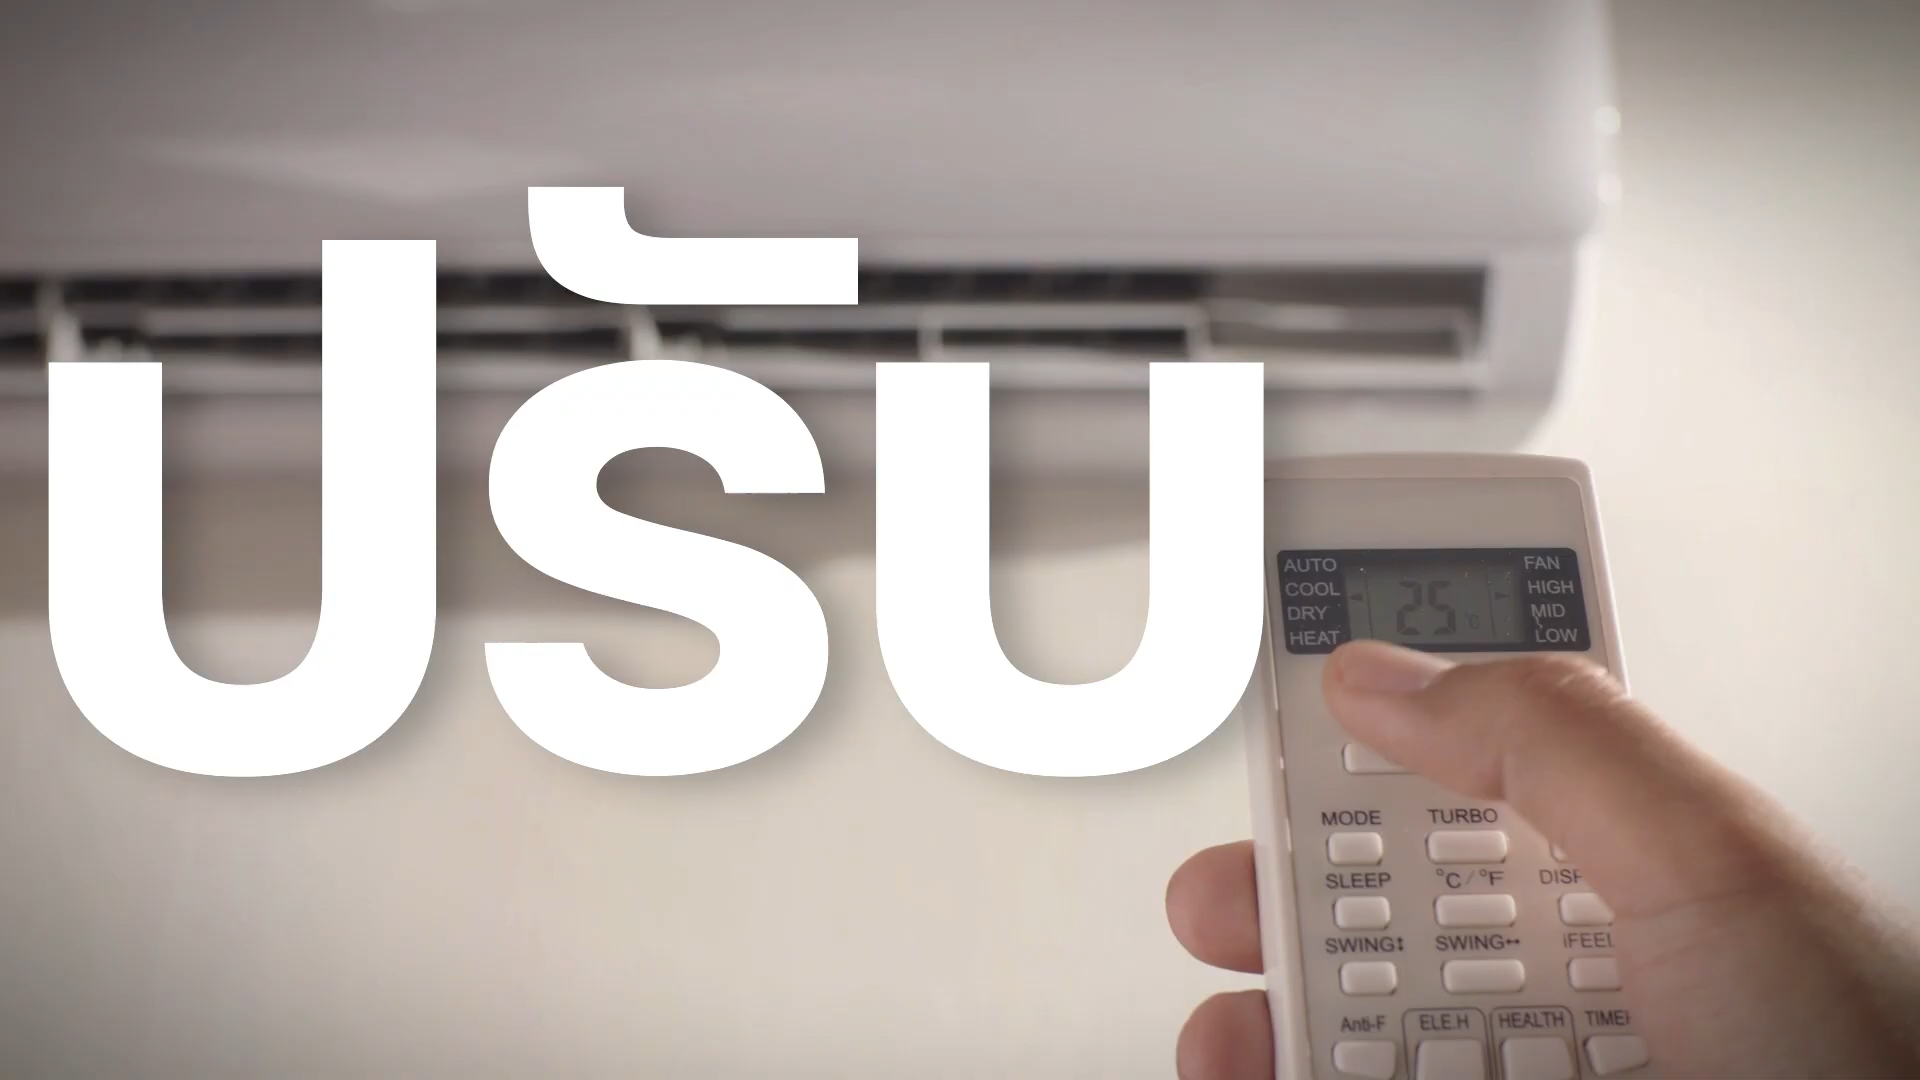 ปรับ
AUTO
COOL
DRY
HEAT
25 °C
FAN
HIGH
MID
LOW
MODE TURBO
SLEEP °C/°F
SWING↕ SWING↔ iFEEL
Anti-F ELE.H HEALTH